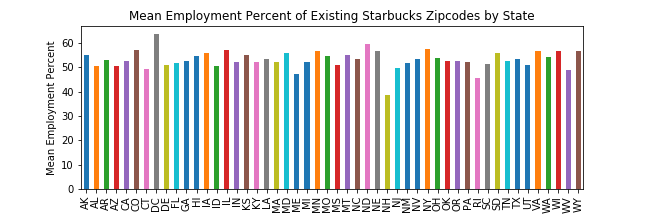 Mean Employment Percent of Existing Starbucks Zipcodes by State
Mean Employment Percent
60
50
40
30
20
10
0
AK AL AR AZ CA CO CT DC DE FL GA HI IA ID IL IN KS KY LA MA MD ME MI MN MO MS MT NC ND NE NH NJ NM NV NY OH OK OR PA RI SC SD TN TX UT VA WA WI WV WY